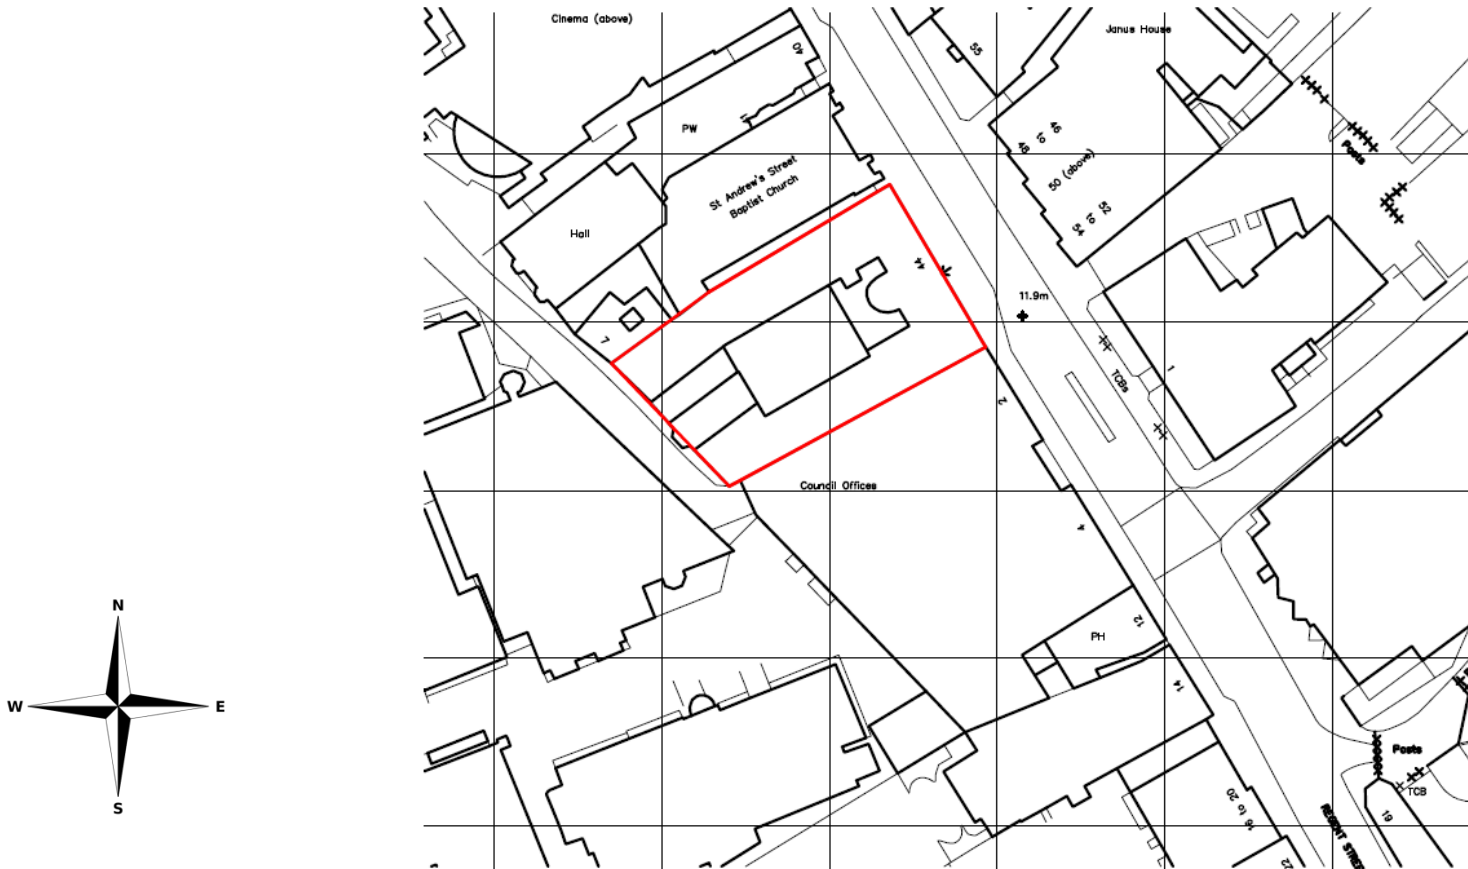 Cinema (above)
40
55
Janus House
PW
46
to
48
50 (above)
Posts
St Andrew's Street
Baptist Church
52
to
54
Hall
44
11.9m
7
TCBs
1
2
Council Offices
4
N
W
E
S
12
PH
14
Posts
TCB
16 to 20
19
REGENT STREE
22